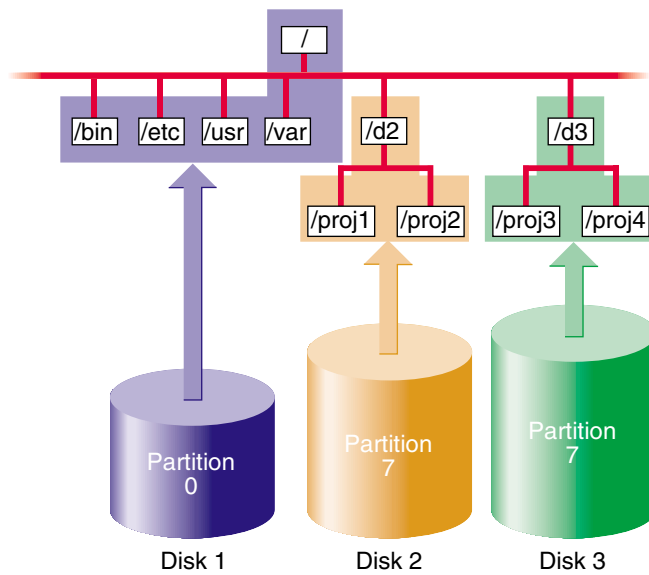 /
/bin /etc /usr /var /d2 /d3
/proj1 /proj2 /proj3 /proj4
Partition
0
Partition
7
Partition
7
Disk 1 Disk 2 Disk 3